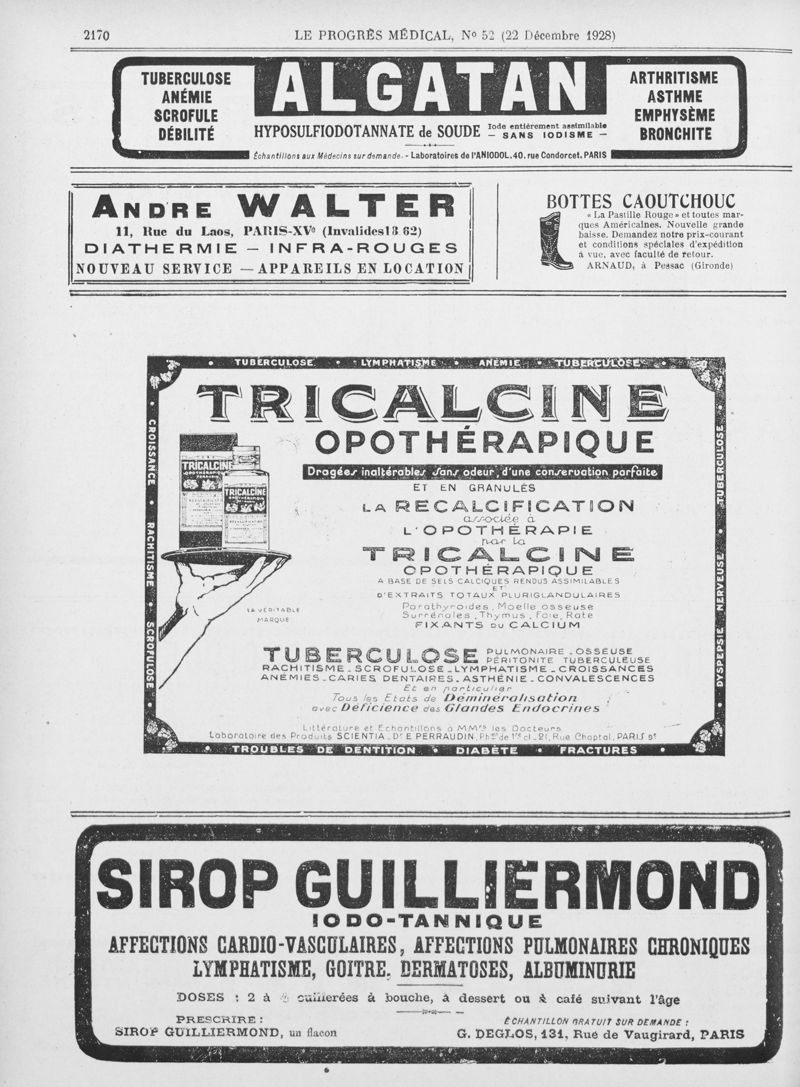 2170
LE PROGRÈS MÉDICAL, No 52 (22 Décembre 1928)
TUBERCULOSE
ANÉMIE
SCROFULE
DÉBILITÉ
ALGATAN
HYPOSULFIODOTANNATE de SOUDE
Iode entièrement assimilable
— SANS IODISME —
Échantillons aux Médecins sur demande. - Laboratoires de l'ANIODOL, 40, rue Condorcet, PARIS
ARTHRITISME
ASTHME
EMPHYSÈME
BRONCHITE
ANDRE WALTER
11, Rue du Laos, PARIS-XVe (Invalides 13 62)
DIATHERMIE — INFRA-ROUGES
NOUVEAU SERVICE — APPAREILS EN LOCATION
BOTTES CAOUTCHOUC
« La Pastille Rouge » et toutes mar-
ques Américaines. Nouvelle grande
baisse. Demandez notre prix-courant
et conditions spéciales d'expédition
à vue, avec faculté de retour.
ARNAUD, à Pessac (Gironde)
TUBERCULOSE • LYMPHATISME • ANÉMIE • TUBERCULOSE
CROISSANCE • RACHITISME • SCROFULOSE
TRICALCINE
OPOTHÉRAPIQUE
Dragées inaltérables sans odeur, d'une conservation parfaite
ET EN GRANULÉS
LA RECALCIFICATION
associée à
L'OPOTHÉRAPIE
par la
TRICALCINE
OPOTHÉRAPIQUE
A BASE DE SELS CALCIQUES RENDUS ASSIMILABLES
ET
D'EXTRAITS TOTAUX PLURIGLANDULAIRES
Parathyroïdes, Moelle osseuse
Surrénales, Thymus, Foie, Rate
FIXANTS DU CALCIUM
TRICALCINE
TRICALCINE
LA VÉRITABLE
MARQUE
TUBERCULOSE PULMONAIRE - OSSEUSE
PÉRITONITE TUBERCULEUSE
RACHITISME - SCROFULOSE - LYMPHATISME - CROISSANCES
ANÉMIES - CARIES DENTAIRES - ASTHÉNIE - CONVALESCENCES
Et en particulier
Tous les Etats de Déminéralisation
avec Déficience des Glandes Endocrines
Littérature et Echantillons à MMrs les Docteurs
Laboratoire des Produits SCIENTIA - Dr E PERRAUDIN, Phen de 1re cl - 21, Rue Chaptal, PARIS 9e
TUBERCULOSE • DYSPEPSIE NERVEUSE
TROUBLES DE DENTITION • DIABÈTE • FRACTURES
SIROP GUILLIERMOND
IODO-TANNIQUE
AFFECTIONS CARDIO-VASCULAIRES, AFFECTIONS PULMONAIRES CHRONIQUES
LYMPHATISME, GOITRE, DERMATOSES, ALBUMINURIE
DOSES : 2 à cuillerées à bouche, à dessert ou à café suivant l'âge
PRESCRIRE :
SIROP GUILLIERMOND, un flacon
ÉCHANTILLON GRATUIT SUR DEMANDE :
G. DEGLOS, 131, Rue de Vaugirard, PARIS